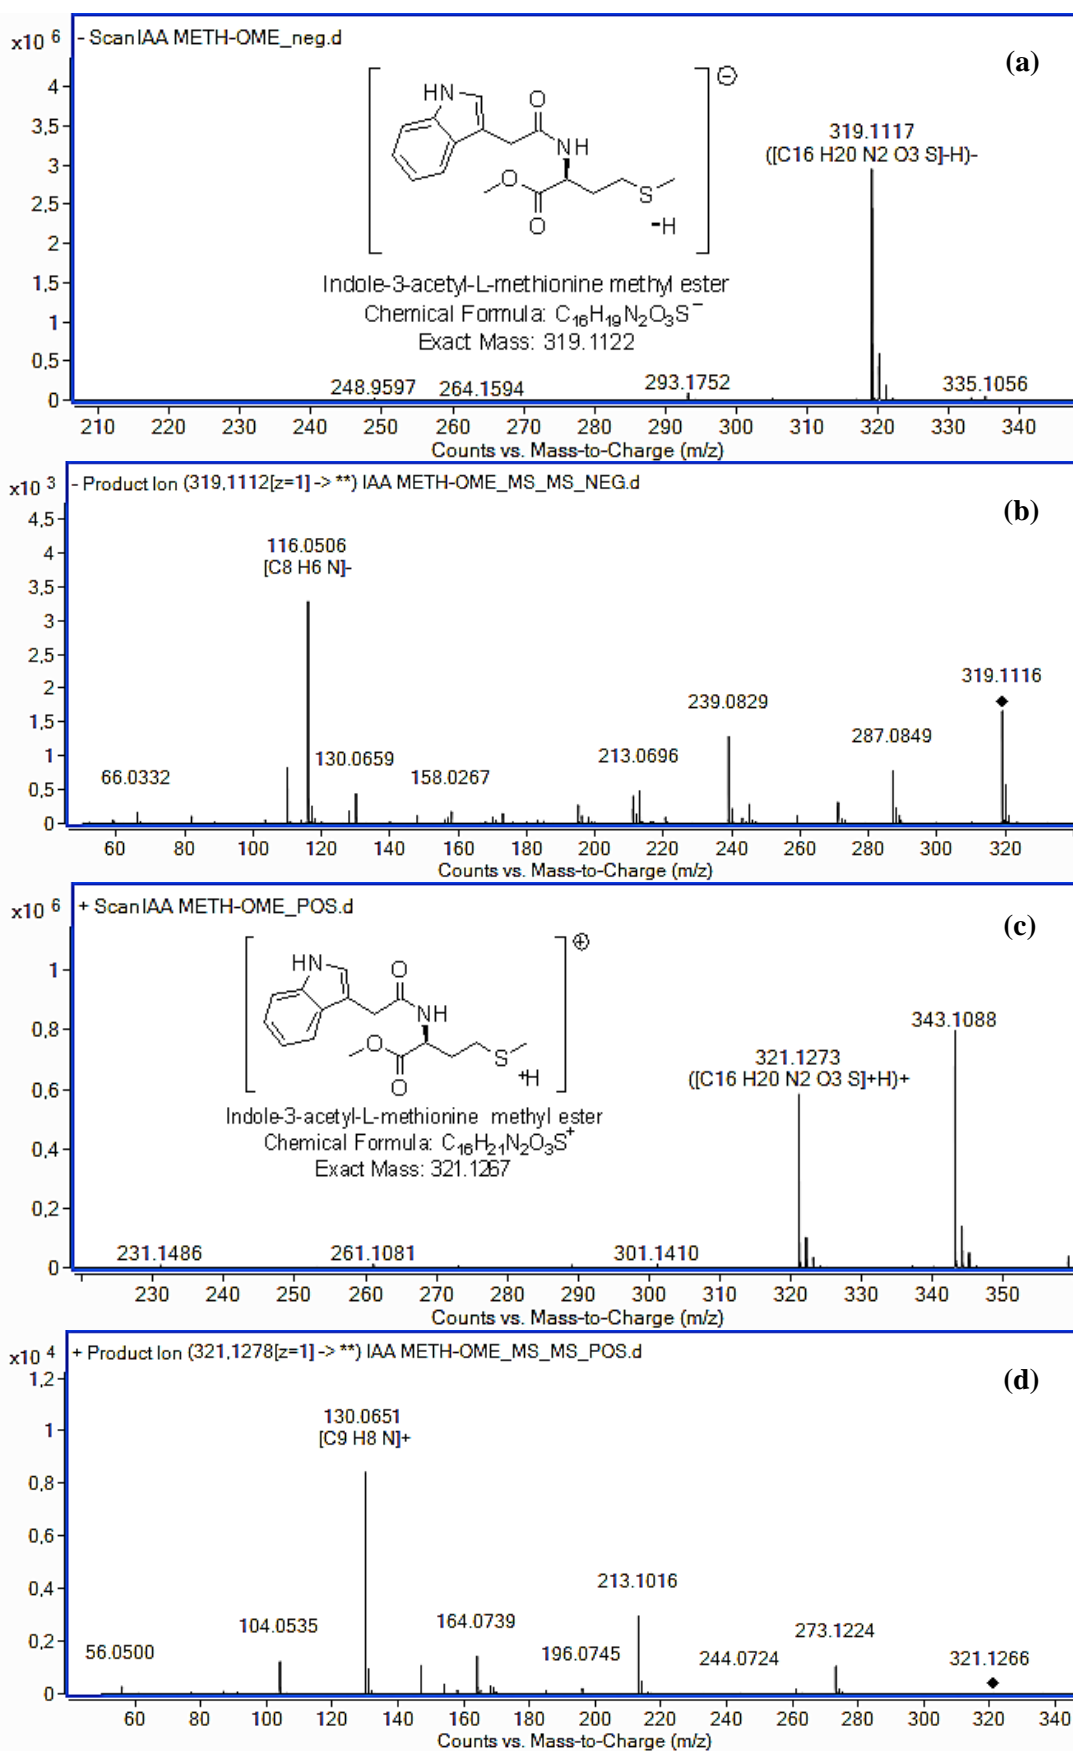 x10 6
- Scan IAA METH-OME_neg.d
(a)
4
3,5
3
2,5
2
1,5
1
0,5
0
HN
O
NH
O
O
S
-H
⊖
319.1117
([C16 H20 N2 O3 S]-H)-
Indole-3-acetyl-L-methionine methyl ester
Chemical Formula: C16H19N2O3S−
Exact Mass: 319.1122
248.9597 264.1594 293.1752 335.1056
210 220 230 240 250 260 270 280 290 300 310 320 330 340
Counts vs. Mass-to-Charge (m/z)
x10 3
- Product Ion (319,1112[z=1] -> **) IAA METH-OME_MS_MS_NEG.d
(b)
4,5
4
3,5
3
2,5
2
1,5
1
0,5
0
116.0506
[C8 H6 N]-
319.1116
239.0829
287.0849
213.0696
130.0659
158.0267
66.0332
60 80 100 120 140 160 180 200 220 240 260 280 300 320
Counts vs. Mass-to-Charge (m/z)
x10 6
+ Scan IAA METH-OME_POS.d
(c)
1
0,8
0,6
0,4
0,2
0
HN
O
NH
O
O
S
+H
⊕
343.1088
321.1273
([C16 H20 N2 O3 S]+H)+
Indole-3-acetyl-L-methionine methyl ester
Chemical Formula: C16H21N2O3S+
Exact Mass: 321.1267
231.1486 261.1081 301.1410
230 240 250 260 270 280 290 300 310 320 330 340 350
Counts vs. Mass-to-Charge (m/z)
x10 4
+ Product Ion (321,1278[z=1] -> **) IAA METH-OME_MS_MS_POS.d
(d)
1,2
1
0,8
0,6
0,4
0,2
0
130.0651
[C9 H8 N]+
213.1016
104.0535
164.0739
273.1224
56.0500
196.0745
244.0724
321.1266
60 80 100 120 140 160 180 200 220 240 260 280 300 320
Counts vs. Mass-to-Charge (m/z)